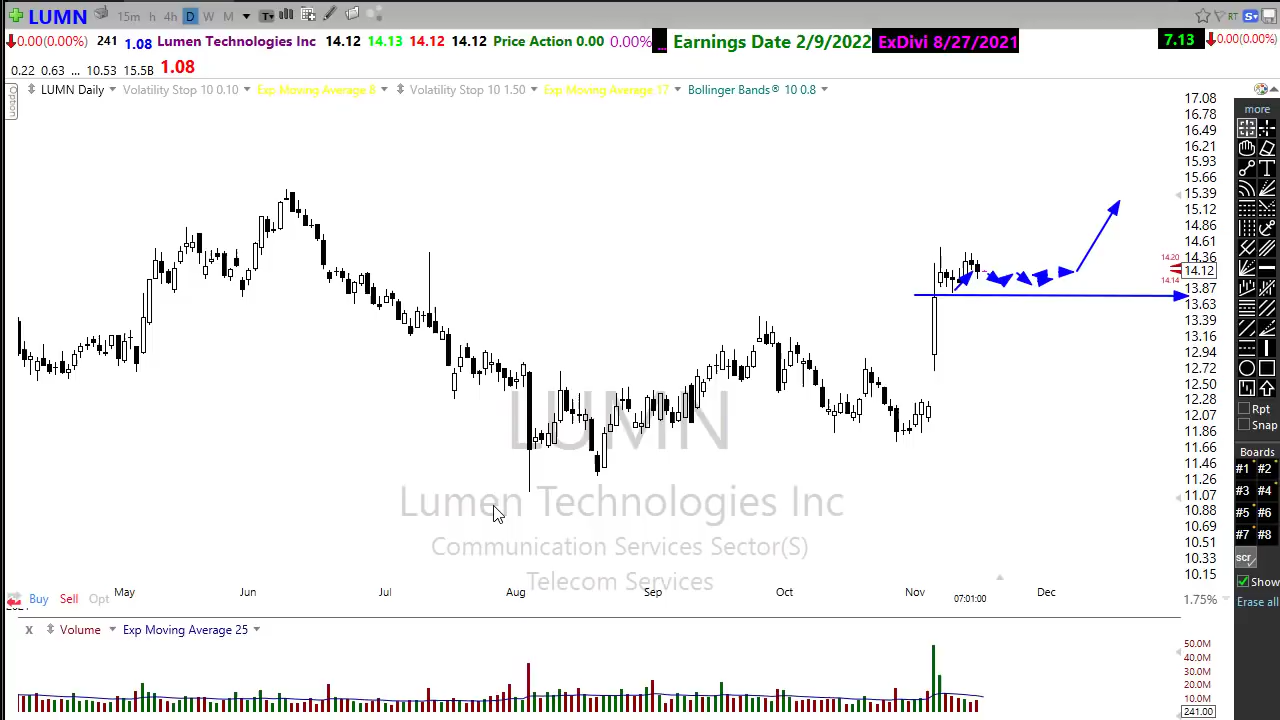 LUMN 15m h 4h D W M T RT S
0.00(0.00%) 241 1.08 Lumen Technologies Inc 14.12 14.13 14.12 14.12 Price Action 0.00 0.00% ... Earnings Date 2/9/2022 ExDivi 8/27/2021 7.13 0.00(0.00%)
0.22 0.63 ... 10.53 15.5B 1.08
Option
LUMN Daily Volatility Stop 10 0.10 Exp Moving Average 8 Volatility Stop 10 1.50 Exp Moving Average 17 Bollinger Bands® 10 0.8
17.08
16.78
16.49
16.21
15.93
15.66
15.39
15.12
14.86
14.61
14.36
14.20
14.12
14.14
13.87
13.63
13.39
13.16
12.94
12.72
12.50
12.28
12.07
11.86
11.66
11.46
11.26
11.07
10.88
10.69
10.51
10.33
10.15
more
T
Rpt
Snap
Boards
#1 #2
#3 #4
#5 #6
#7 #8
scr
Show
Erase all
LUMN
Lumen Technologies Inc
Communication Services Sector(S)
Telecom Services
May Jun Jul Aug Sep Oct Nov Dec
07:01:00
Buy Sell Opt
1.75%
X Volume Exp Moving Average 25
50.0M
40.0M
30.0M
20.0M
10.0M
241.00